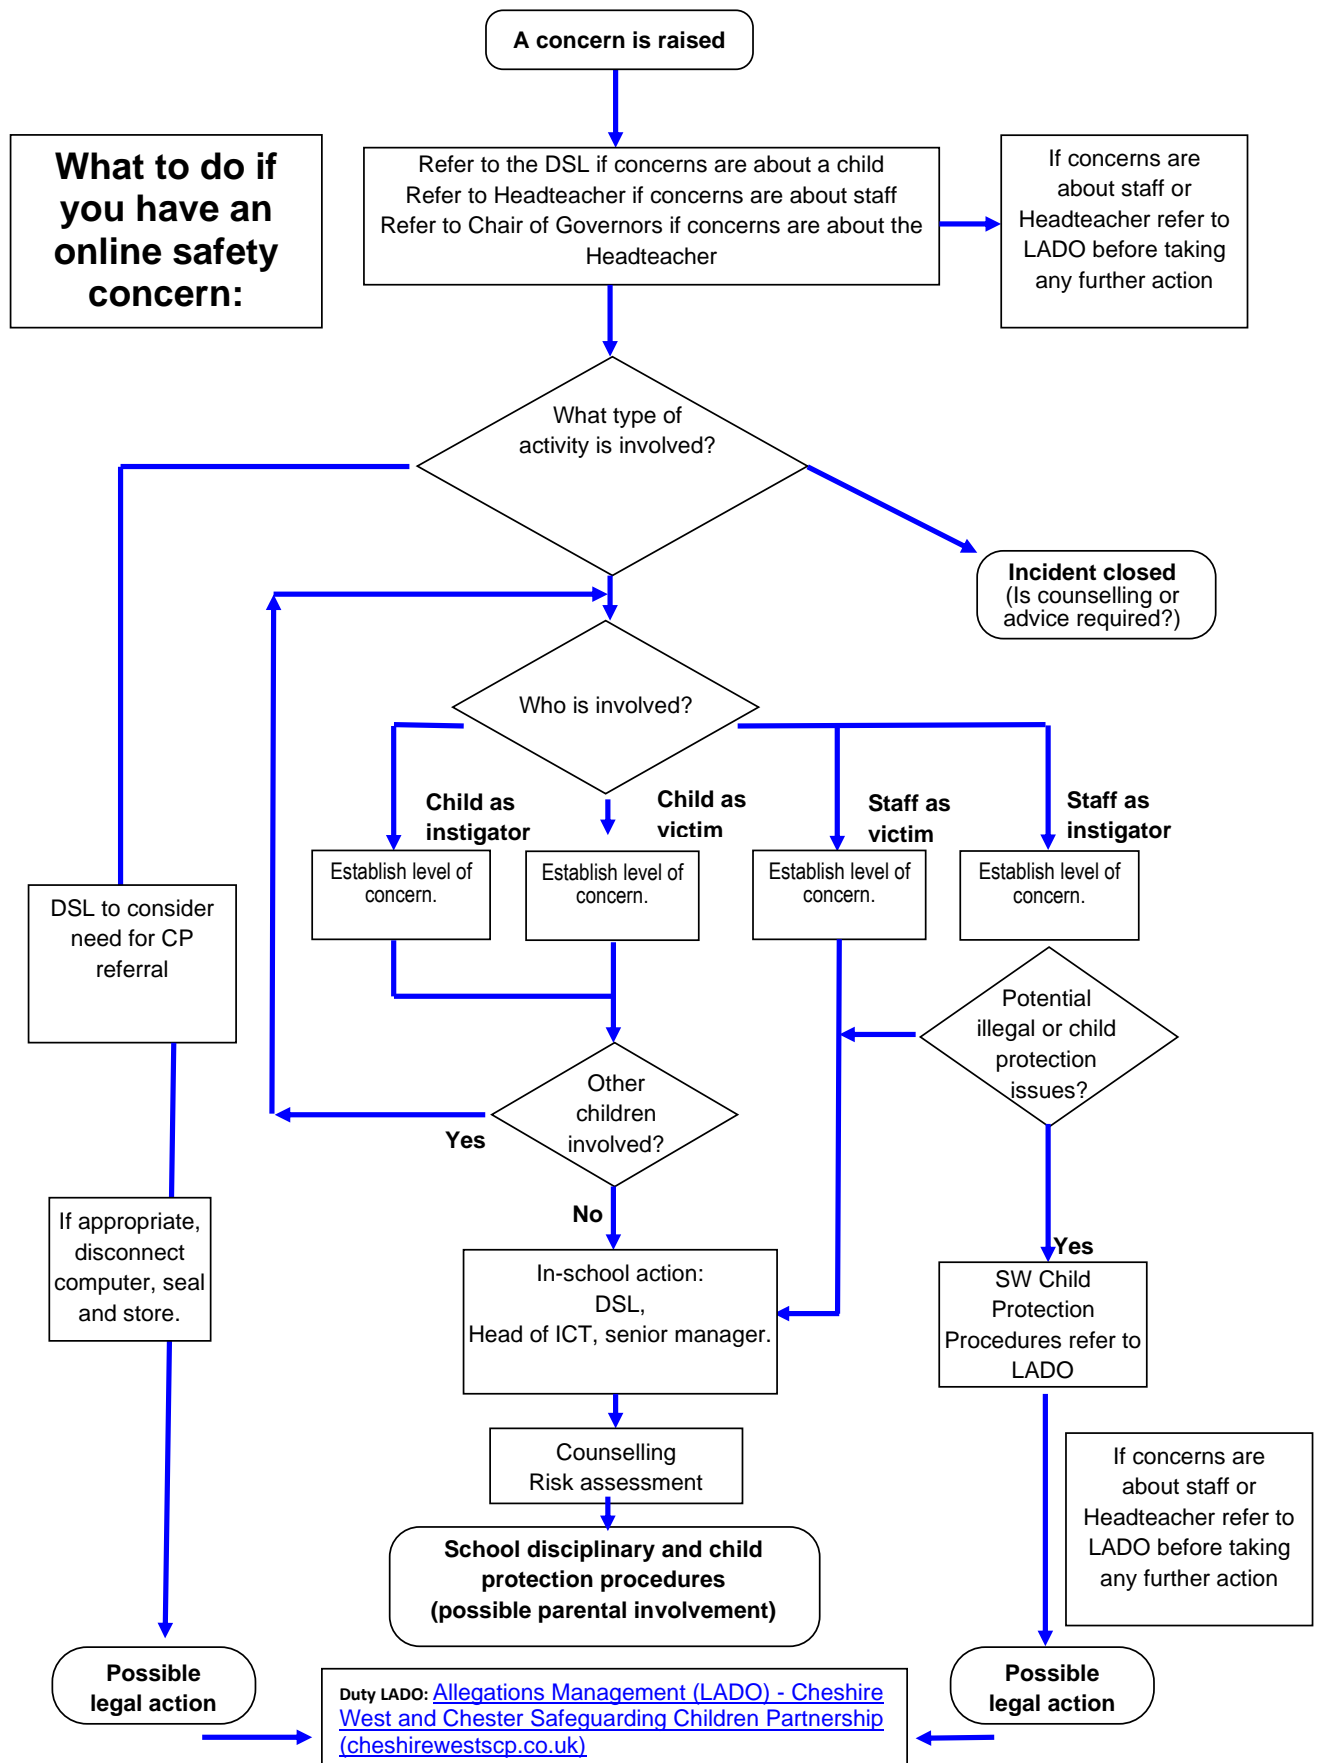 A concern is raised
What to do if
you have an
online safety
concern:
Refer to the DSL if concerns are about a child
Refer to Headteacher if concerns are about staff
Refer to Chair of Governors if concerns are about the
Headteacher
If concerns are
about staff or
Headteacher refer to
LADO before taking
any further action
What type of
activity is involved?
Incident closed
(Is counselling or
advice required?)
Who is involved?
Child as
instigator
Child as
victim
Staff as
victim
Staff as
instigator
Establish level of
concern.
Establish level of
concern.
Establish level of
concern.
Establish level of
concern.
DSL to consider
need for CP
referral
Potential
illegal or child
protection
issues?
Other
children
involved?
Yes
No
If appropriate,
disconnect
computer, seal
and store.
In-school action:
DSL,
Head of ICT, senior manager.
Yes
SW Child
Protection
Procedures refer to
LADO
Counselling
Risk assessment
If concerns are
about staff or
Headteacher refer to
LADO before taking
any further action
School disciplinary and child
protection procedures
(possible parental involvement)
Possible
legal action
Duty LADO: Allegations Management (LADO) - Cheshire
West and Chester Safeguarding Children Partnership
(cheshirewestscp.co.uk)
Possible
legal action